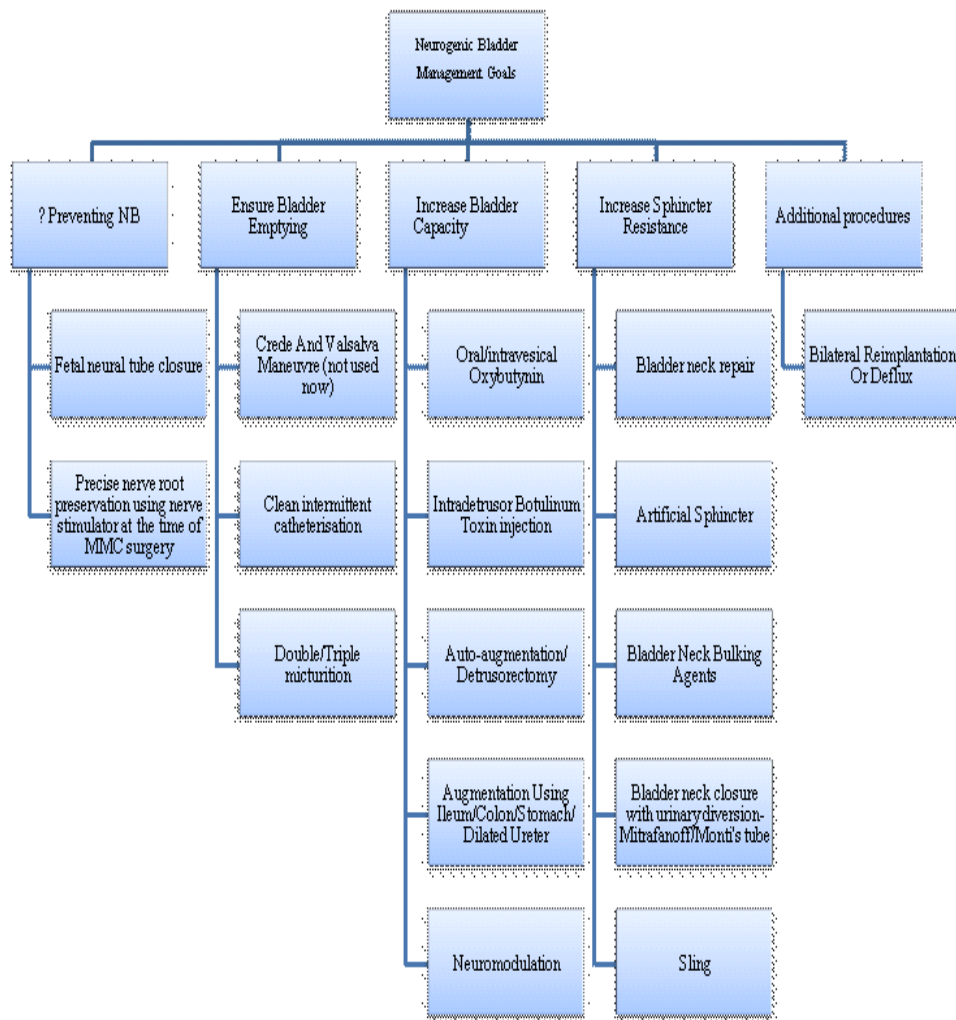 Neurogenic Bladder
Management Goals
? Preventing NB
Ensure Bladder
Emptying
Increase Bladder
Capacity
Increase Sphincter
Resistance
Additional procedures
Fetal neural tube closure
Crede And Valsalva
Maneuvre (not used
now)
Oral/intravesical
Oxybutynin
Bladder neck repair
Bilateral Reimplantation
Or Deflux
Precise nerve root
preservation using nerve
stimulator at the time of
MMC surgery
Clean intermittent
catheterisation
Intradetrusor Botulinum
Toxin injection
Artificial Sphincter
Double/Triple
micturition
Auto-augmentation/
Detrusorectomy
Bladder Neck Bulking
Agents
Augmentation Using
Ileum/Colon/Stomach/
Dilated Ureter
Bladder neck closure
with urinary diversion-
Mitrafanoff/Monti's tube
Neuromodulation
Sling